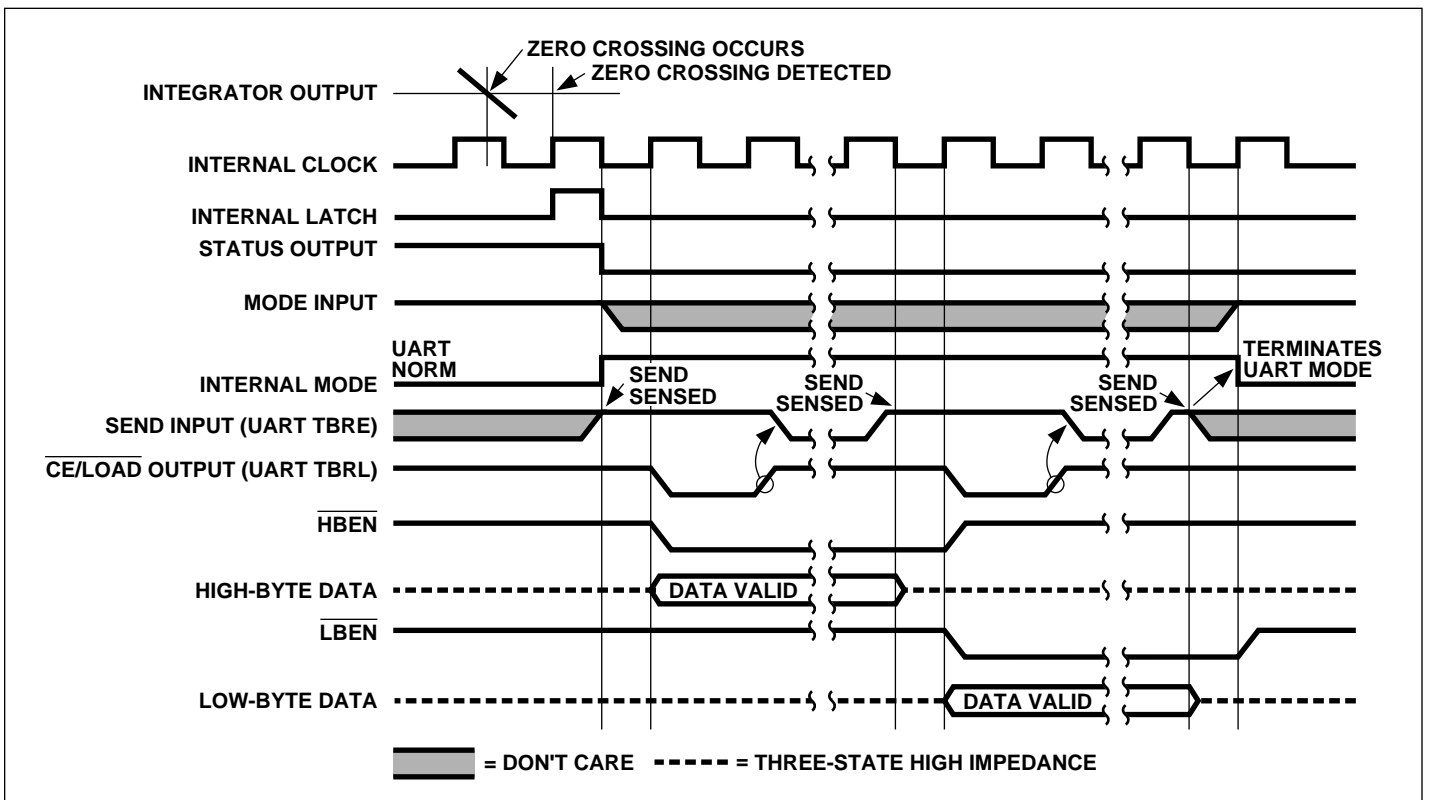 ZERO CROSSING OCCURS
ZERO CROSSING DETECTED
INTEGRATOR OUTPUT
INTERNAL CLOCK
INTERNAL LATCH
STATUS OUTPUT
MODE INPUT
UART
NORM
TERMINATES
UART MODE
INTERNAL MODE
SEND
SENSED
SEND
SENSED
SEND
SENSED
SEND INPUT (UART TBRE)
CE/LOAD OUTPUT (UART TBRL)
HBEN
HIGH-BYTE DATA
DATA VALID
LBEN
LOW-BYTE DATA
DATA VALID
= DON'T CARE
= THREE-STATE HIGH IMPEDANCE